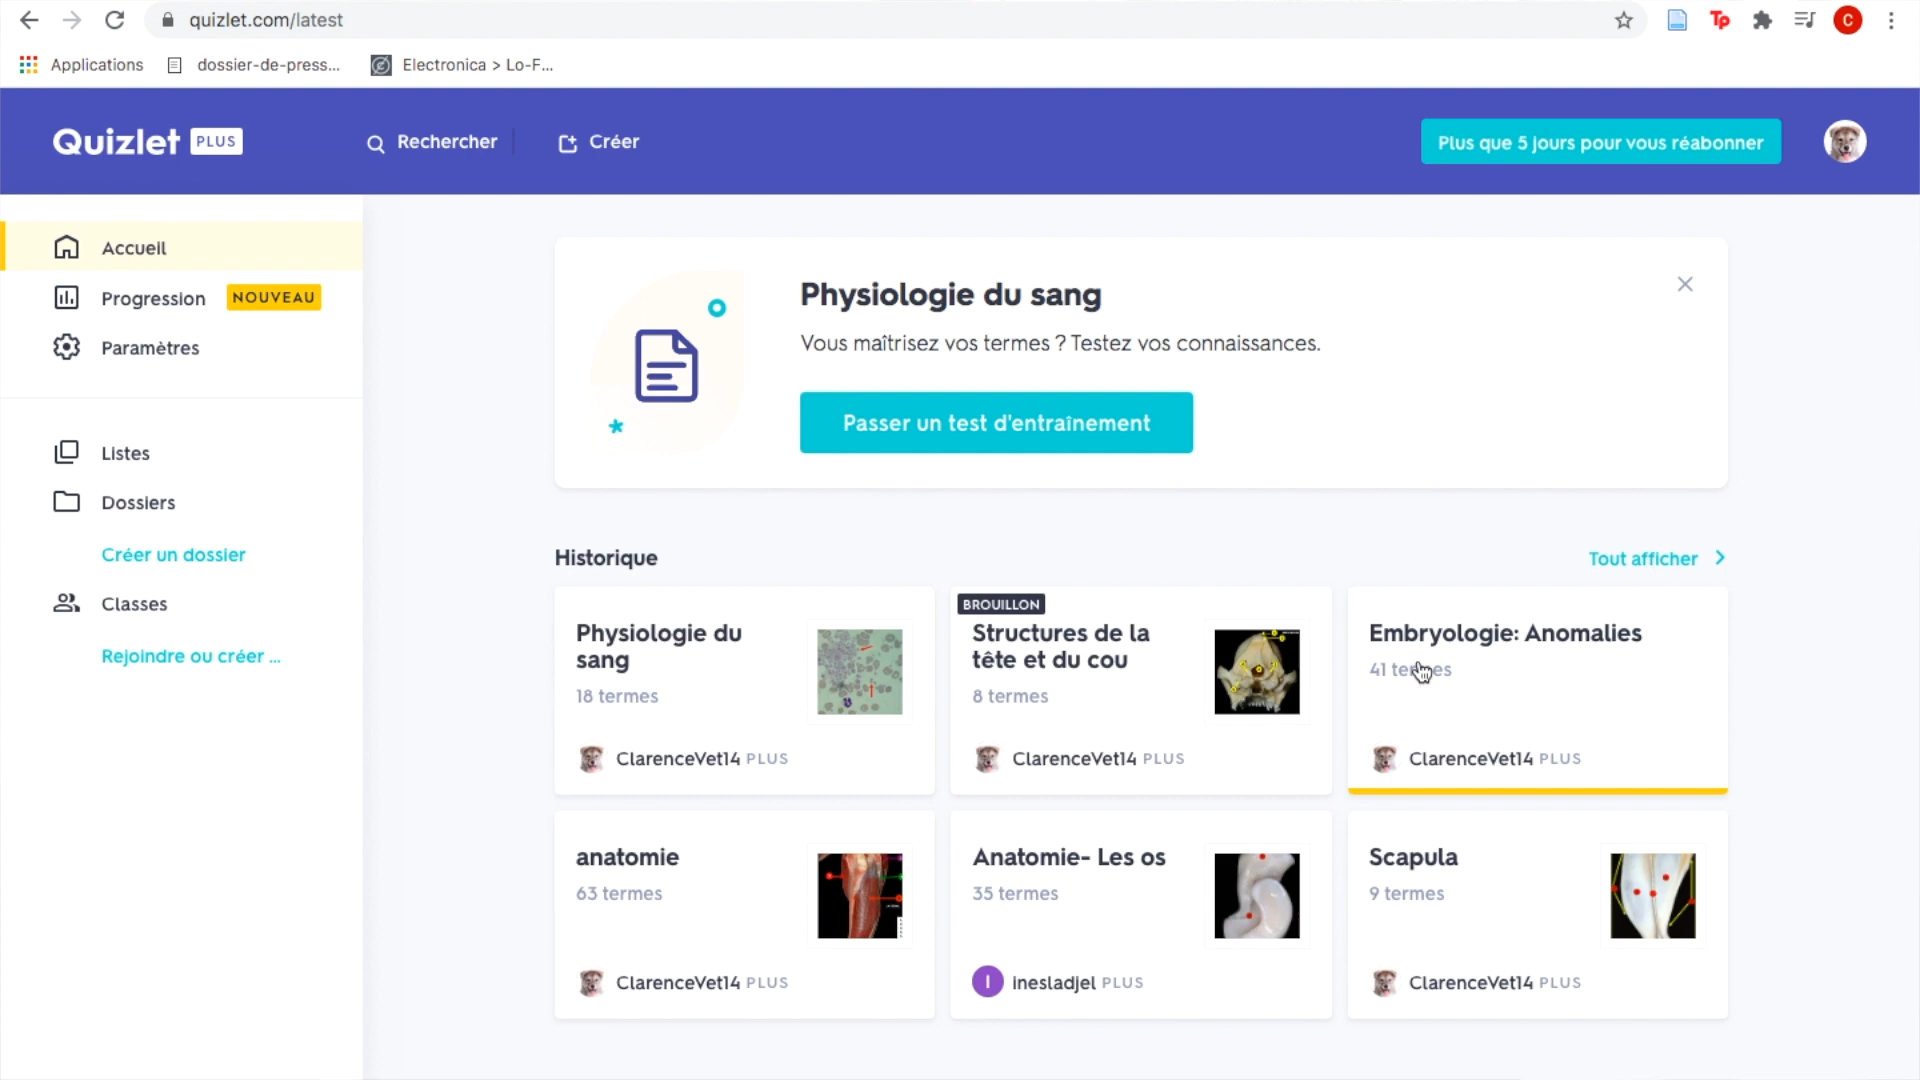 quizlet.com/latest
Tp
C
Applications
dossier-de-press...
Electronica > Lo-F...
Quizlet PLUS
Rechercher
Créer
Plus que 5 jours pour vous réabonner
Accueil
Progression NOUVEAU
Paramètres
Listes
Dossiers
Créer un dossier
Classes
Rejoindre ou créer ...
Physiologie du sang
Vous maîtrisez vos termes ? Testez vos connaissances.
Passer un test d'entraînement
Historique
Tout afficher
Physiologie du
sang
18 termes
ClarenceVet14 PLUS
BROUILLON
Structures de la
tête et du cou
8 termes
ClarenceVet14 PLUS
Embryologie: Anomalies
41 termes
ClarenceVet14 PLUS
anatomie
63 termes
ClarenceVet14 PLUS
Anatomie- Les os
35 termes
I
inesladjel PLUS
Scapula
9 termes
ClarenceVet14 PLUS